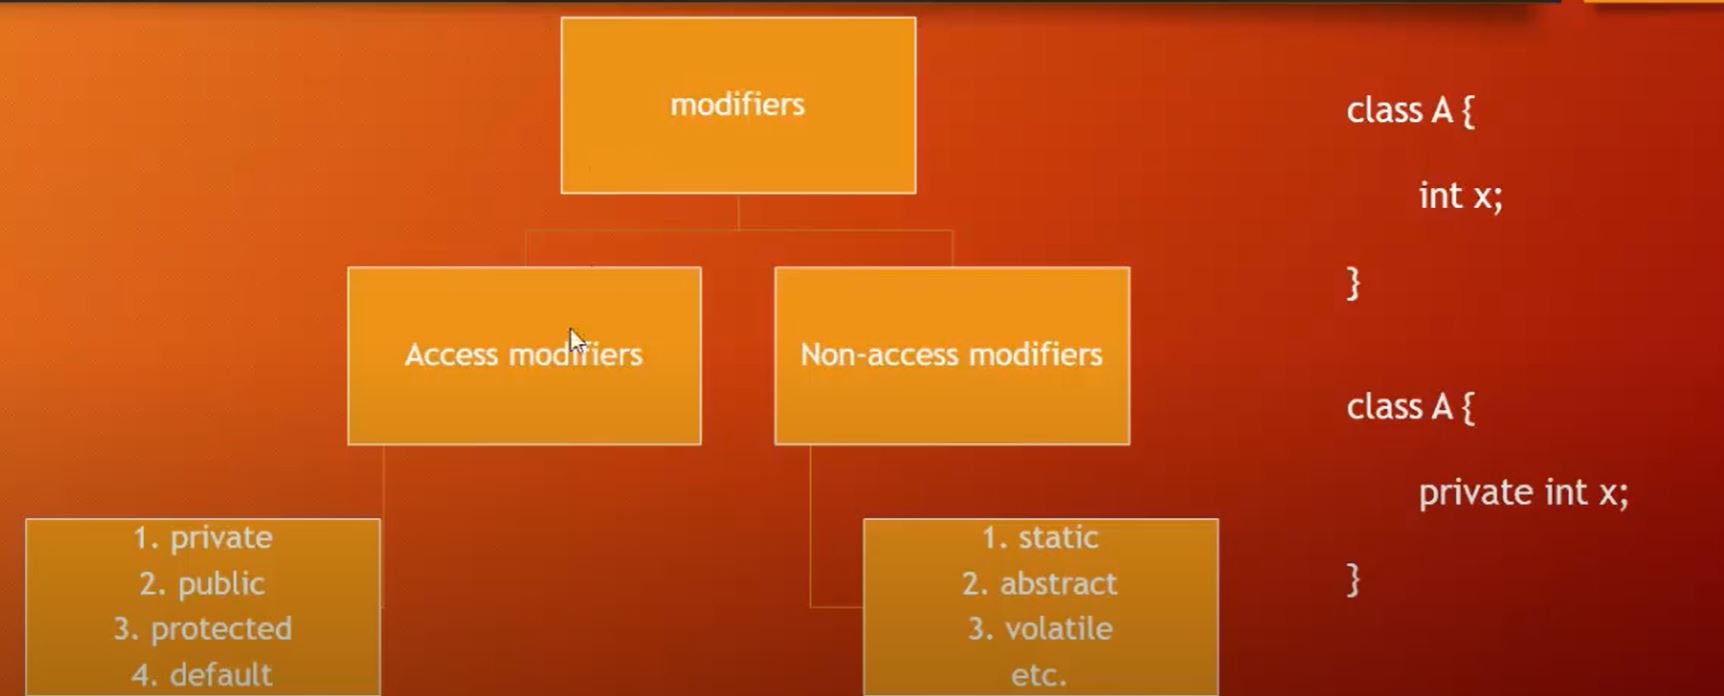 modifiers
Access modifiers
Non-access modifiers
1. private
2. public
3. protected
4. default
1. static
2. abstract
3. volatile
etc.
class A {
int x;
}
class A {
private int x;
}